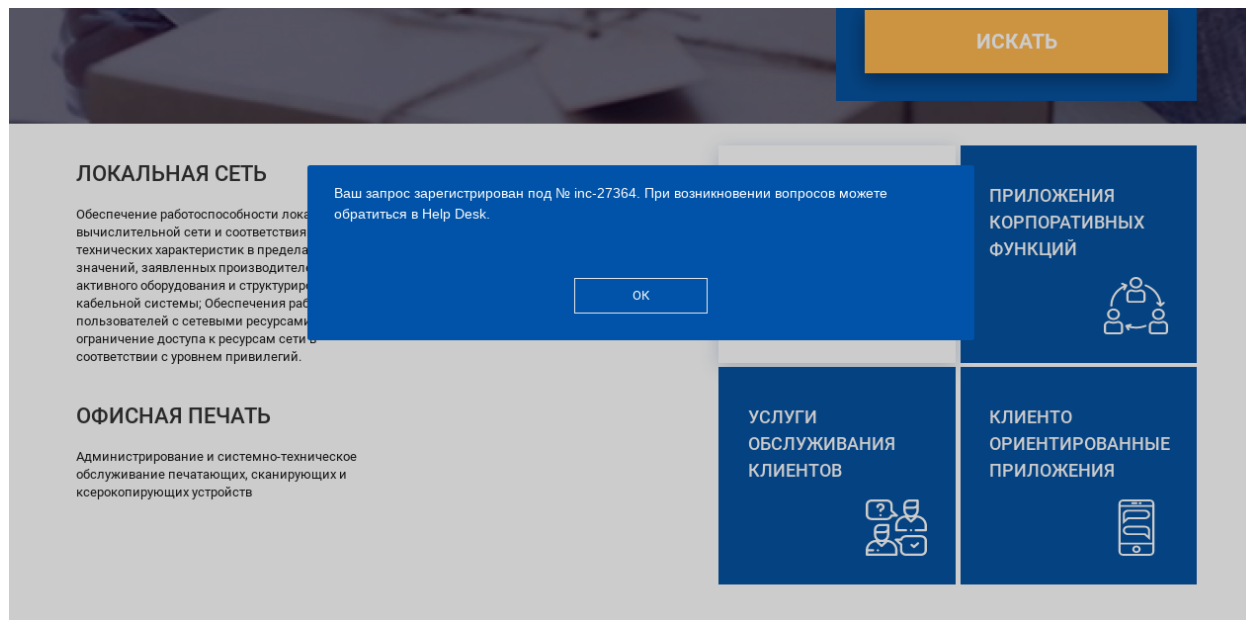 ИСКАТЬ
ЛОКАЛЬНАЯ СЕТЬ
Обеспечение работоспособности лока
вычислительной сети и соответствия
технических характеристик в предела
значений, заявленных производител
активного оборудования и структурир
кабельной системы; Обеспечения раб
пользователей с сетевыми ресурсами
ограничение доступа к ресурсам сети в
соответствии с уровнем привилегий.
ОФИСНАЯ ПЕЧАТЬ
Администрирование и системно-техническое
обслуживание печатающих, сканирующих и
ксерокопирующих устройств
Ваш запрос зарегистрирован под № inc-27364. При возникновении вопросов можете
обратиться в Help Desk.
ОК
ПРИЛОЖЕНИЯ
КОРПОРАТИВНЫХ
ФУНКЦИЙ
УСЛУГИ
ОБСЛУЖИВАНИЯ
КЛИЕНТОВ
КЛИЕНТО
ОРИЕНТИРОВАННЫЕ
ПРИЛОЖЕНИЯ